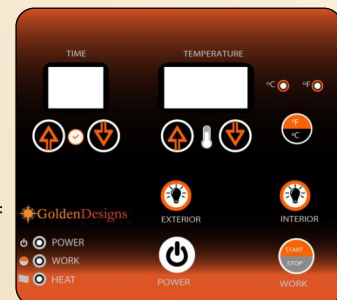 TIME TEMPERATURE
°C °F
°F
°C
GoldenDesigns EXTERIOR INTERIOR
POWER
WORK
HEAT
POWER
START
STOP
WORK